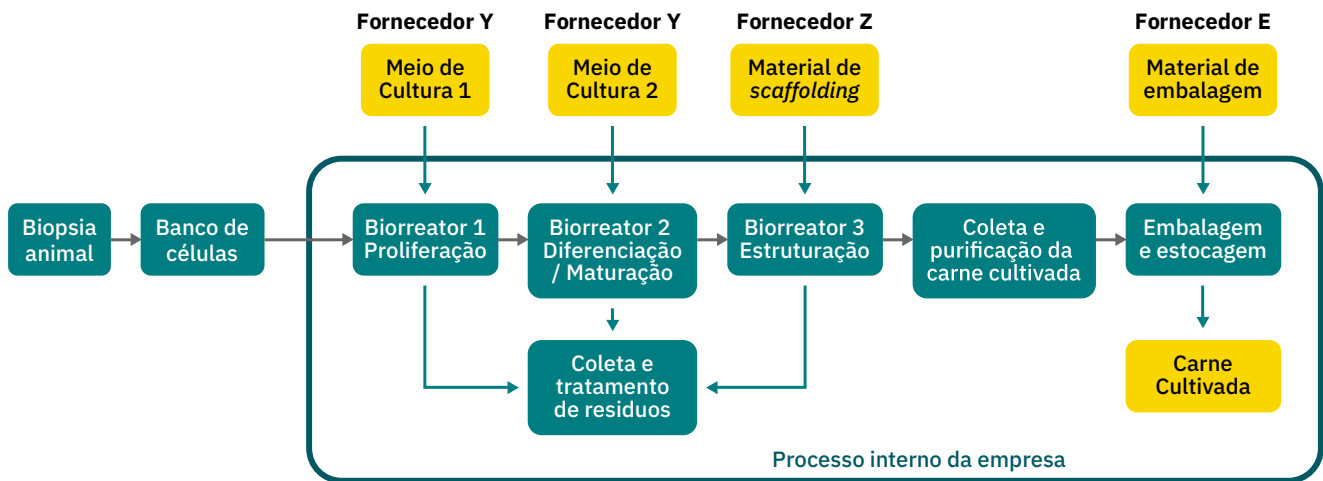 Fornecedor Y
Fornecedor Y
Fornecedor Z
Fornecedor E
Meio de
Cultura 1
Meio de
Cultura 2
Material de
scaffolding
Material de
embalagem
Biopsia
animal
Banco de
células
Biorreator 1
Proliferação
Biorreator 2
Diferenciação
/ Maturação
Biorreator 3
Estruturação
Coleta e
purificação da
carne cultivada
Embalagem
e estocagem
Coleta e
tratamento
de residuos
Carne
Cultivada
Processo interno da empresa